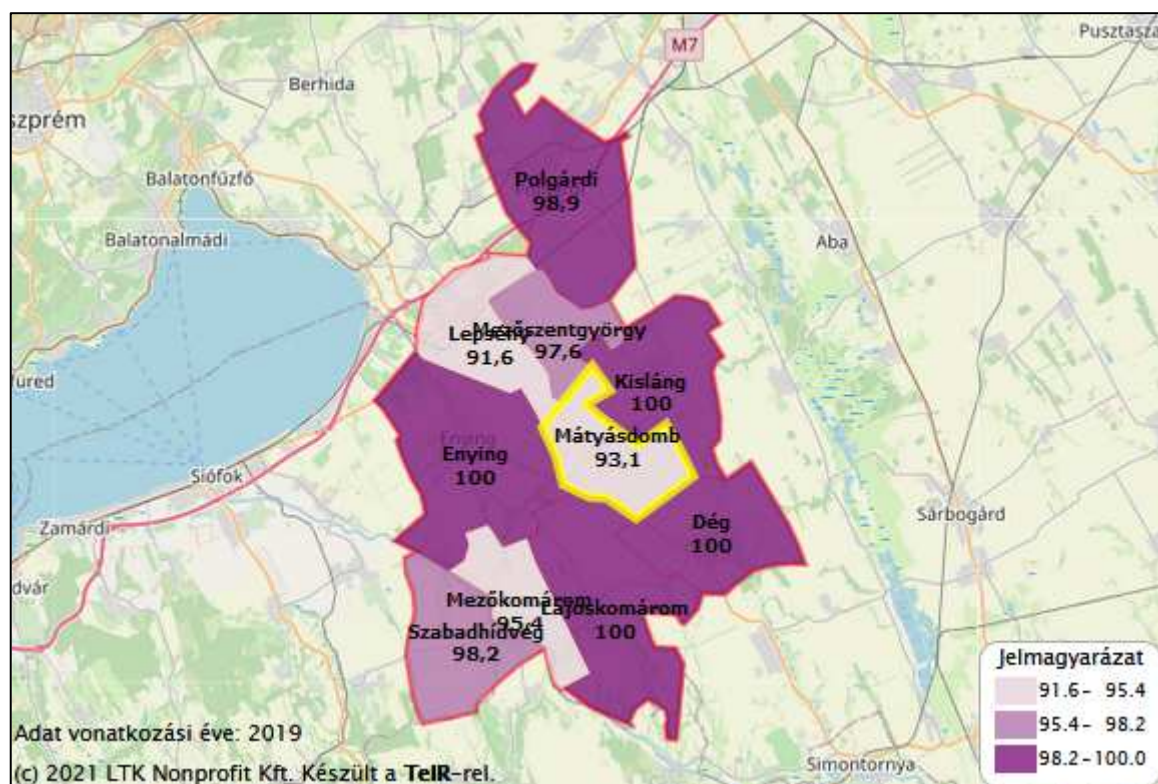 M7
Pusztasza
Berhida
szprém
Balatonfűzfő
Polgárdi
98,9
Balatonalmádi
Aba
Mezőszentgyörgy
97,6
Lepsény
91,6
füred
Kisláng
100
Mátyásdomb
93,1
Enying
Enying
100
Siófok
Zamárdi
Sárbogárd
Dég
100
dvár
Mezőkomárom
95,4
Lajoskomárom
100
Szabadhídvég
98,2
Jelmagyarázat
91.6- 95.4
95.4- 98.2
98.2-100.0
Adat vonatkozási éve: 2019
Simontornya
(c) 2021 LTK Nonprofit Kft. Készült a TeIR-rel.